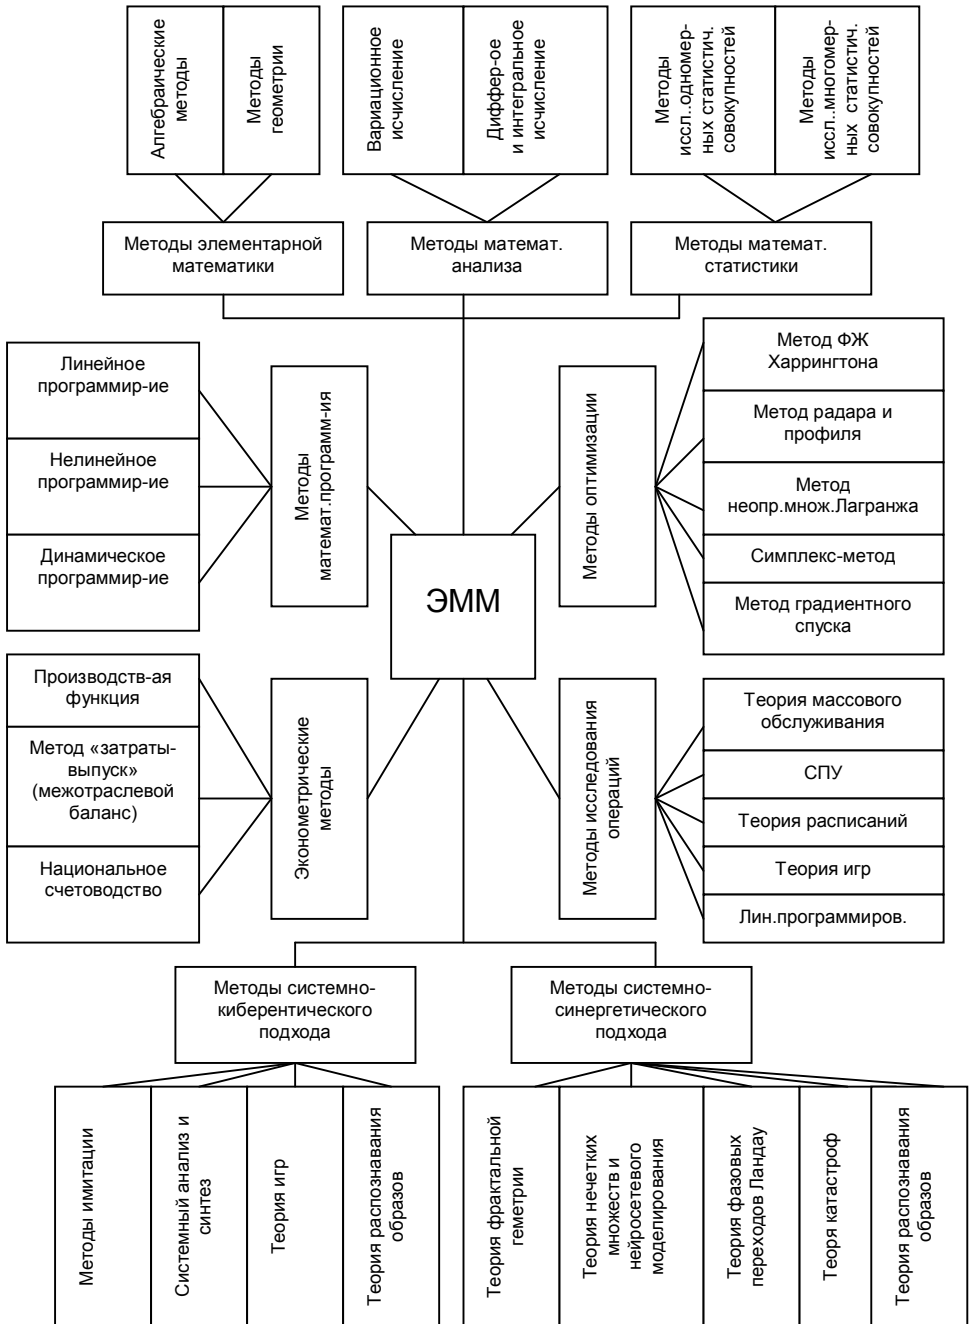 Алгебраические
методы
Методы
геометрии
Вариационное
исчисление
Диффер-ое
и интегральное
исчисление
Методы
иссл..одномер-
ных статистич.
совокупностей
Методы
иссл..многомер-
ных статистич.
совокупностей
Методы элементарной
математики
Методы математ.
анализа
Методы математ.
статистики
Линейное
программир-ие
Нелинейное
программир-ие
Динамическое
программир-ие
Методы
математ.программ-ия
Методы оптимизации
Метод ФЖ
Харрингтона
Метод радара и
профиля
Метод
неопр.множ.Лагранжа
Симплекс-метод
Метод градиентного
спуска
ЭММ
Производств-ая
функция
Метод «затраты-
выпуск»
(межотраслевой
баланс)
Национальное
счетоводство
Эконометрические
методы
Методы исследования
операций
Теория массового
обслуживания
СПУ
Теория расписаний
Теория игр
Лин.программиров.
Методы системно-
киберентического
подхода
Методы системно-
синергетического
подхода
Методы имитации
Системный анализ и
синтез
Теория игр
Теория распознавания
образов
Теория фрактальной
геметрии
Теория нечетких
множеств и
нейросетевого
моделирования
Теория фазовых
переходов Ландау
Теоря катастроф
Теория распознавания
образов